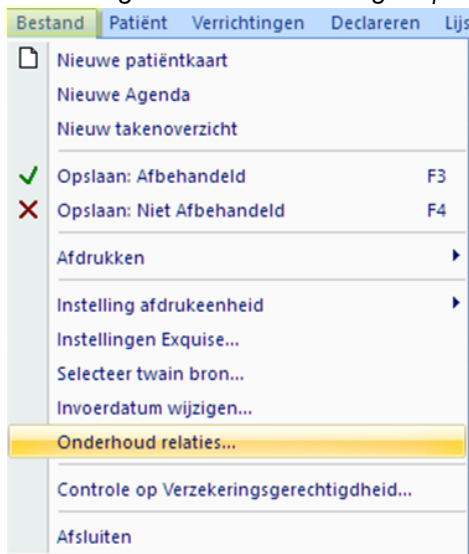 Bestand Patiënt Verrichtingen Declareren Lijs
Nieuwe patiëntkaart
Nieuwe Agenda
Nieuw takenoverzicht
Opslaan: Afbehandeld F3
Opslaan: Niet Afbehandeld F4
Afdrukken
Instelling afdrukeenheid
Instellingen Exquise...
Selecteer twain bron...
Invoerdatum wijzigen...
Onderhoud relaties...
Controle op Verzekeringsgerechtigdheid...
Afsluiten